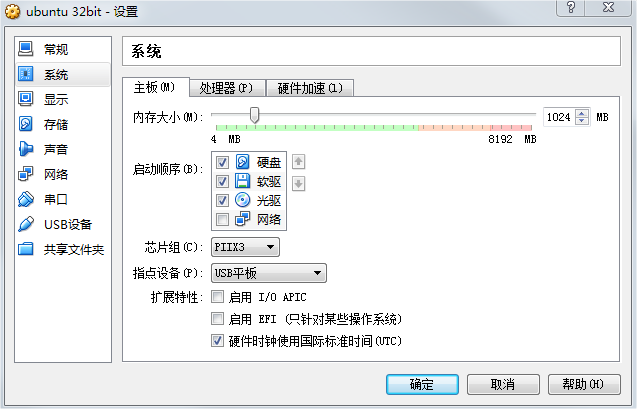 ubuntu 32bit - 设置
常规
系统
显示
存储
声音
网络
串口
USB设备
共享文件夹
系统
主板(M) 处理器(P) 硬件加速(l)
内存大小(M): 1024 MB
4 MB 8192 MB
启动顺序(B): 硬盘
软驱
光驱
网络
芯片组(C): PIIX3
指点设备(P): USB平板
扩展特性: 启用 I/O APIC
启用 EFI (只针对某些操作系统)
硬件时钟使用国际标准时间(UTC)
确定 取消 帮助(H)